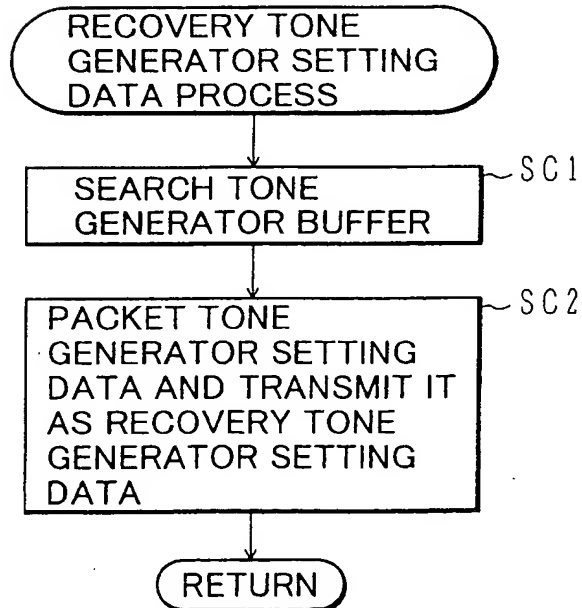 RECOVERY TONE
GENERATOR SETTING
DATA PROCESS
SEARCH TONE
GENERATOR BUFFER
SC1
PACKET TONE
GENERATOR SETTING
DATA AND TRANSMIT IT
AS RECOVERY TONE
GENERATOR SETTING
DATA
SC2
RETURN